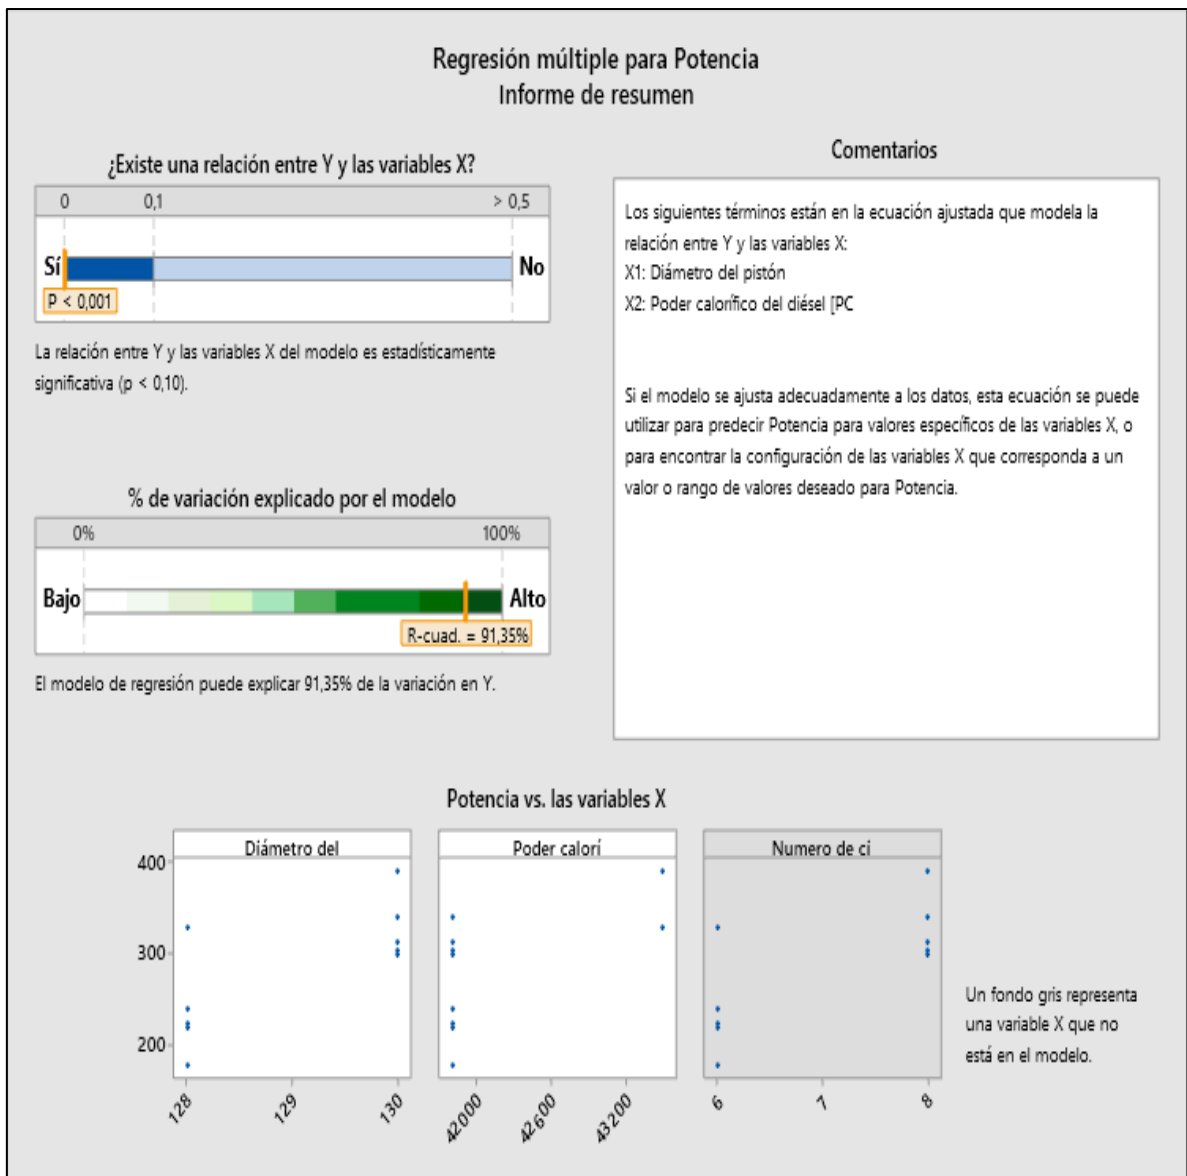 Regresión múltiple para Potencia
Informe de resumen
¿Existe una relación entre Y y las variables X?
0 0,1 > 0,5
Sí No
P < 0,001
La relación entre Y y las variables X del modelo es estadísticamente
significativa (p < 0,10).
% de variación explicado por el modelo
0% 100%
Bajo Alto
R-cuad. = 91,35%
El modelo de regresión puede explicar 91,35% de la variación en Y.
Comentarios
Los siguientes términos están en la ecuación ajustada que modela la
relación entre Y y las variables X:
X1: Diámetro del pistón
X2: Poder calorífico del diésel [PC
Si el modelo se ajusta adecuadamente a los datos, esta ecuación se puede
utilizar para predecir Potencia para valores específicos de las variables X, o
para encontrar la configuración de las variables X que corresponda a un
valor o rango de valores deseado para Potencia.
Potencia vs. las variables X
Diámetro del Poder calorí Numero de ci
400
300
200
128 129 130 42000 42600 43200 6 7 8
Un fondo gris representa
una variable X que no
está en el modelo.